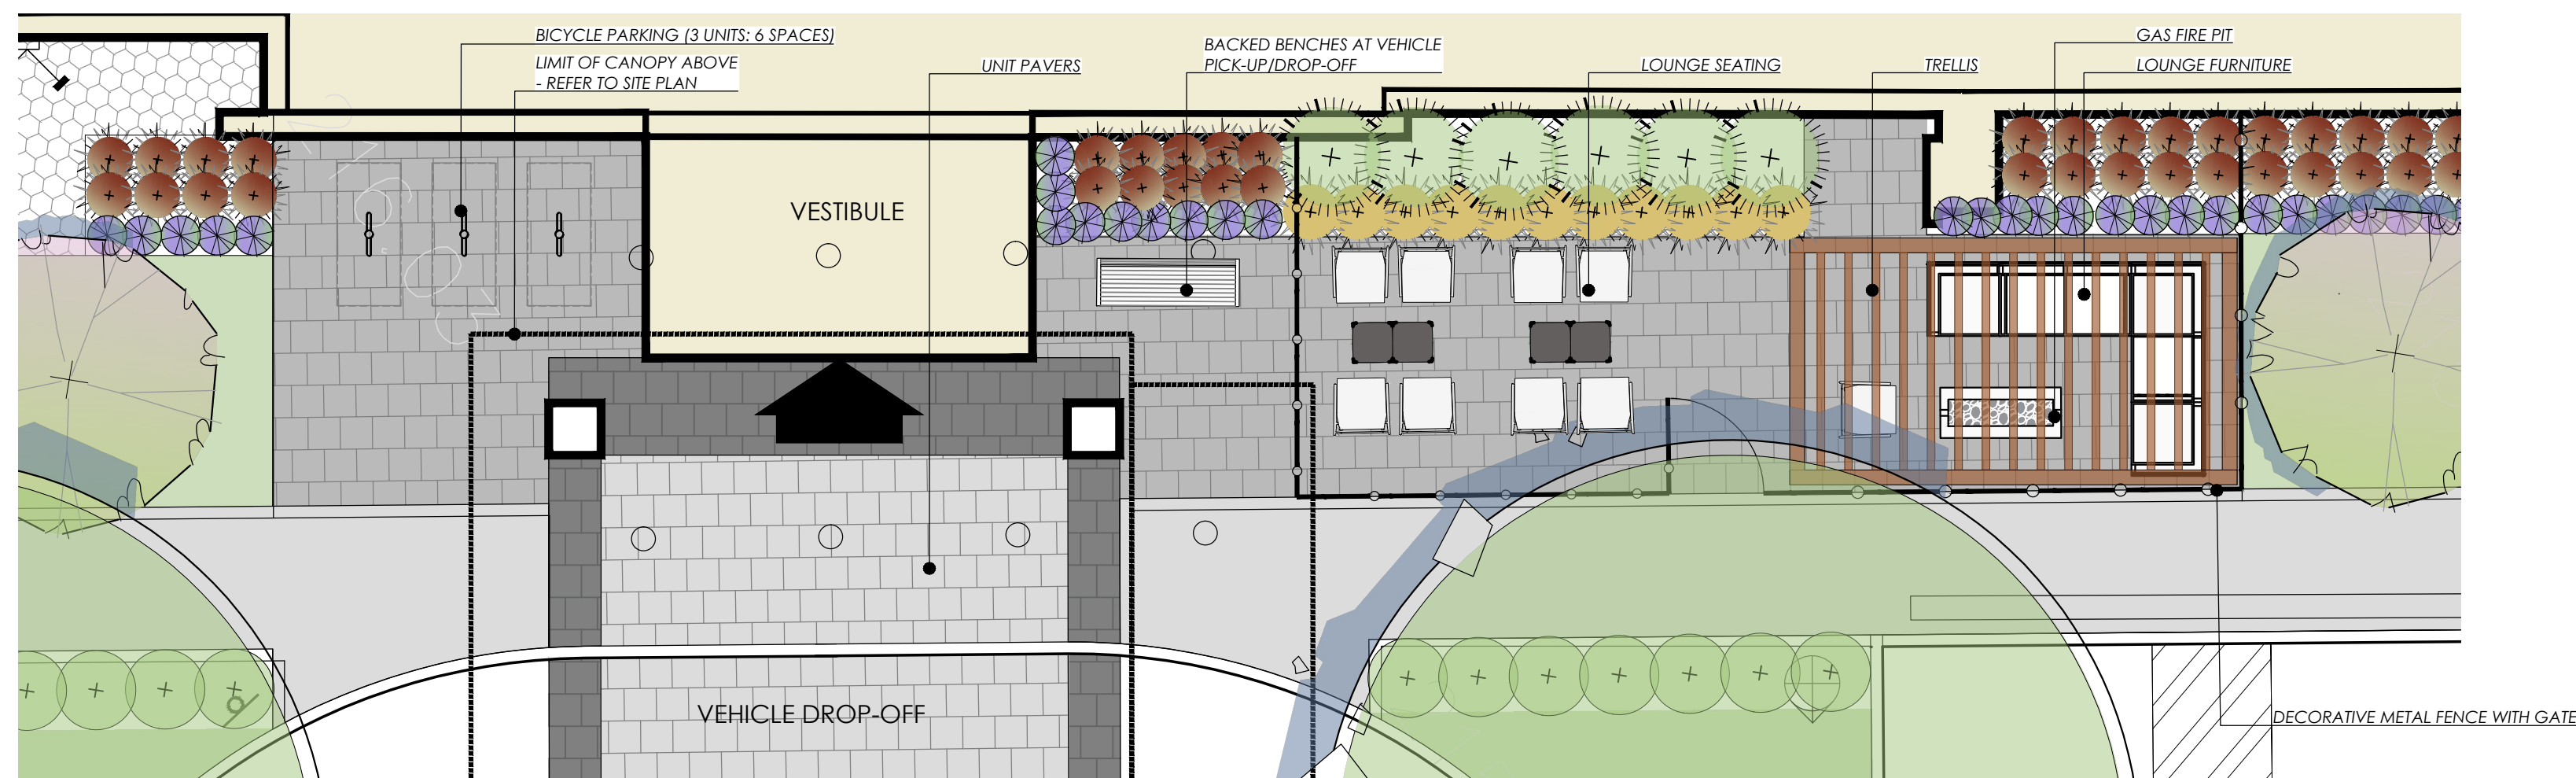 BICYCLE PARKING (3 UNITS: 6 SPACES)
LIMIT OF CANOPY ABOVE
- REFER TO SITE PLAN
UNIT PAVERS
BACKED BENCHES AT VEHICLE
PICK-UP/DROP-OFF
LOUNGE SEATING
TRELLIS
GAS FIRE PIT
LOUNGE FURNITURE
VESTIBULE
VEHICLE DROP-OFF
DECORATIVE METAL FENCE WITH GATE